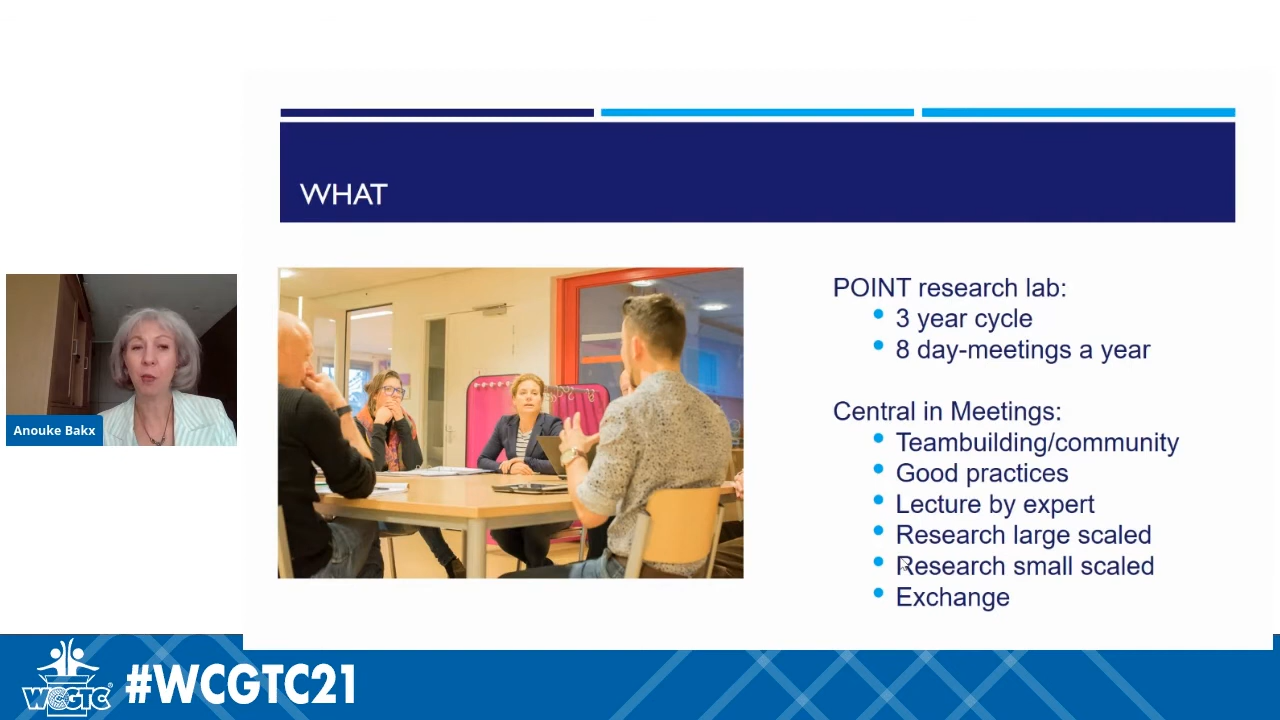 WHAT
POINT research lab:
3 year cycle
8 day-meetings a year
Central in Meetings:
Teambuilding/community
Good practices
Lecture by expert
Research large scaled
Research small scaled
Exchange
Anouke Bakx
WCGTC®
#WCGTC21